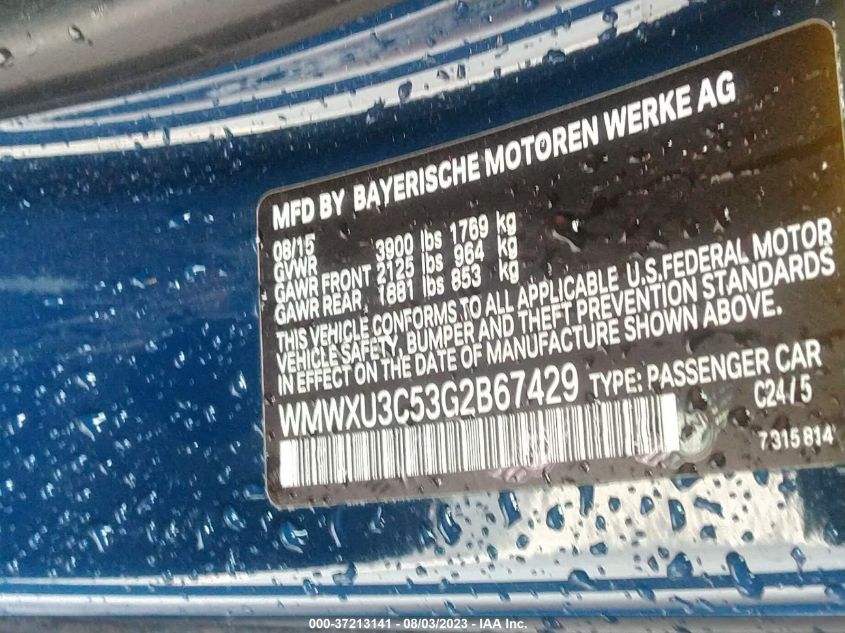 MFD BY BAYERISCHE MOTOREN WERKE AG
08/15
GVWR 3900 lbs 1769 kg
GAWR FRONT 2125 lbs 964 kg
GAWR REAR 1881 lbs 853 kg
THIS VEHICLE CONFORMS TO ALL APPLICABLE U.S.FEDERAL MOTOR
VEHICLE SAFETY, BUMPER AND THEFT PREVENTION STANDARDS
IN EFFECT ON THE DATE OF MANUFACTURE SHOWN ABOVE.
WMWXU3C53G2B67429 TYPE: PASSENGER CAR
C24/5
7315814
000-37213141 - 08/03/2023 - IAA Inc.